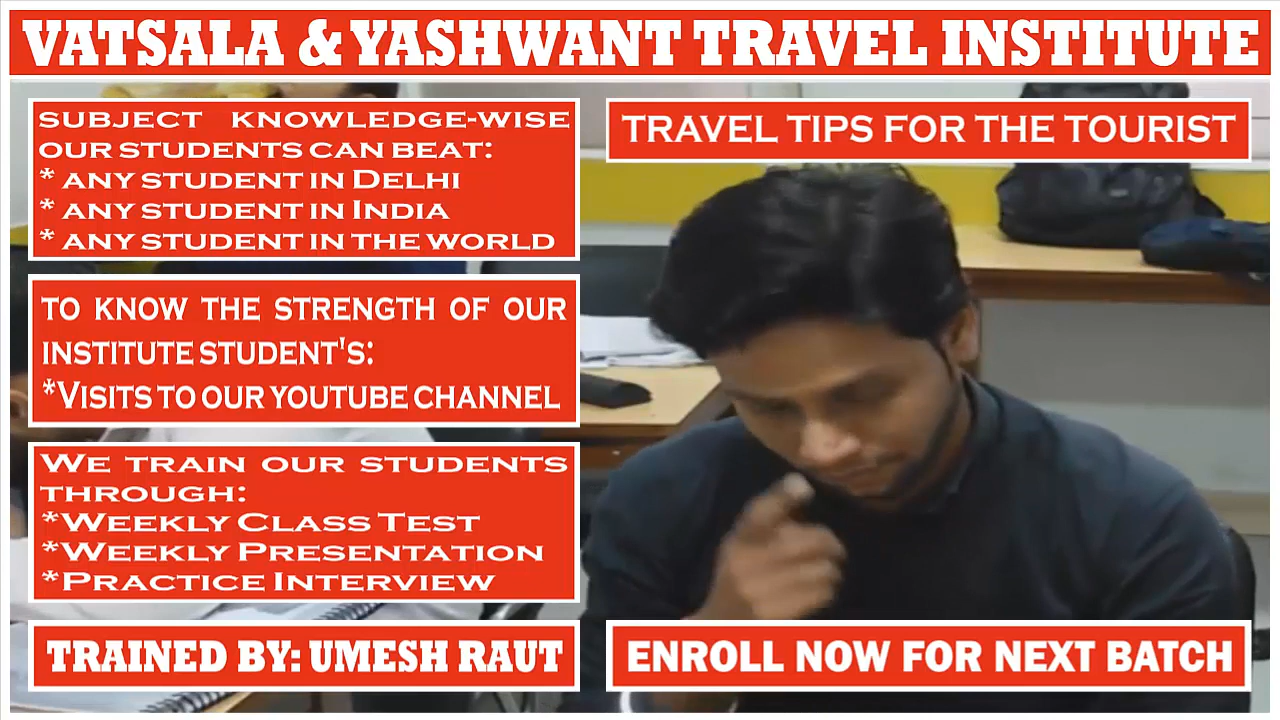 VATSALA & YASHWANT TRAVEL INSTITUTE
SUBJECT KNOWLEDGE-WISE
OUR STUDENTS CAN BEAT:
* ANY STUDENT IN DELHI
* ANY STUDENT IN INDIA
* ANY STUDENT IN THE WORLD
TO KNOW THE STRENGTH OF OUR
INSTITUTE STUDENT'S:
*VISITS TO OUR YOUTUBE CHANNEL
WE TRAIN OUR STUDENTS
THROUGH:
*WEEKLY CLASS TEST
*WEEKLY PRESENTATION
*PRACTICE INTERVIEW
TRAINED BY: UMESH RAUT
TRAVEL TIPS FOR THE TOURIST
ENROLL NOW FOR NEXT BATCH